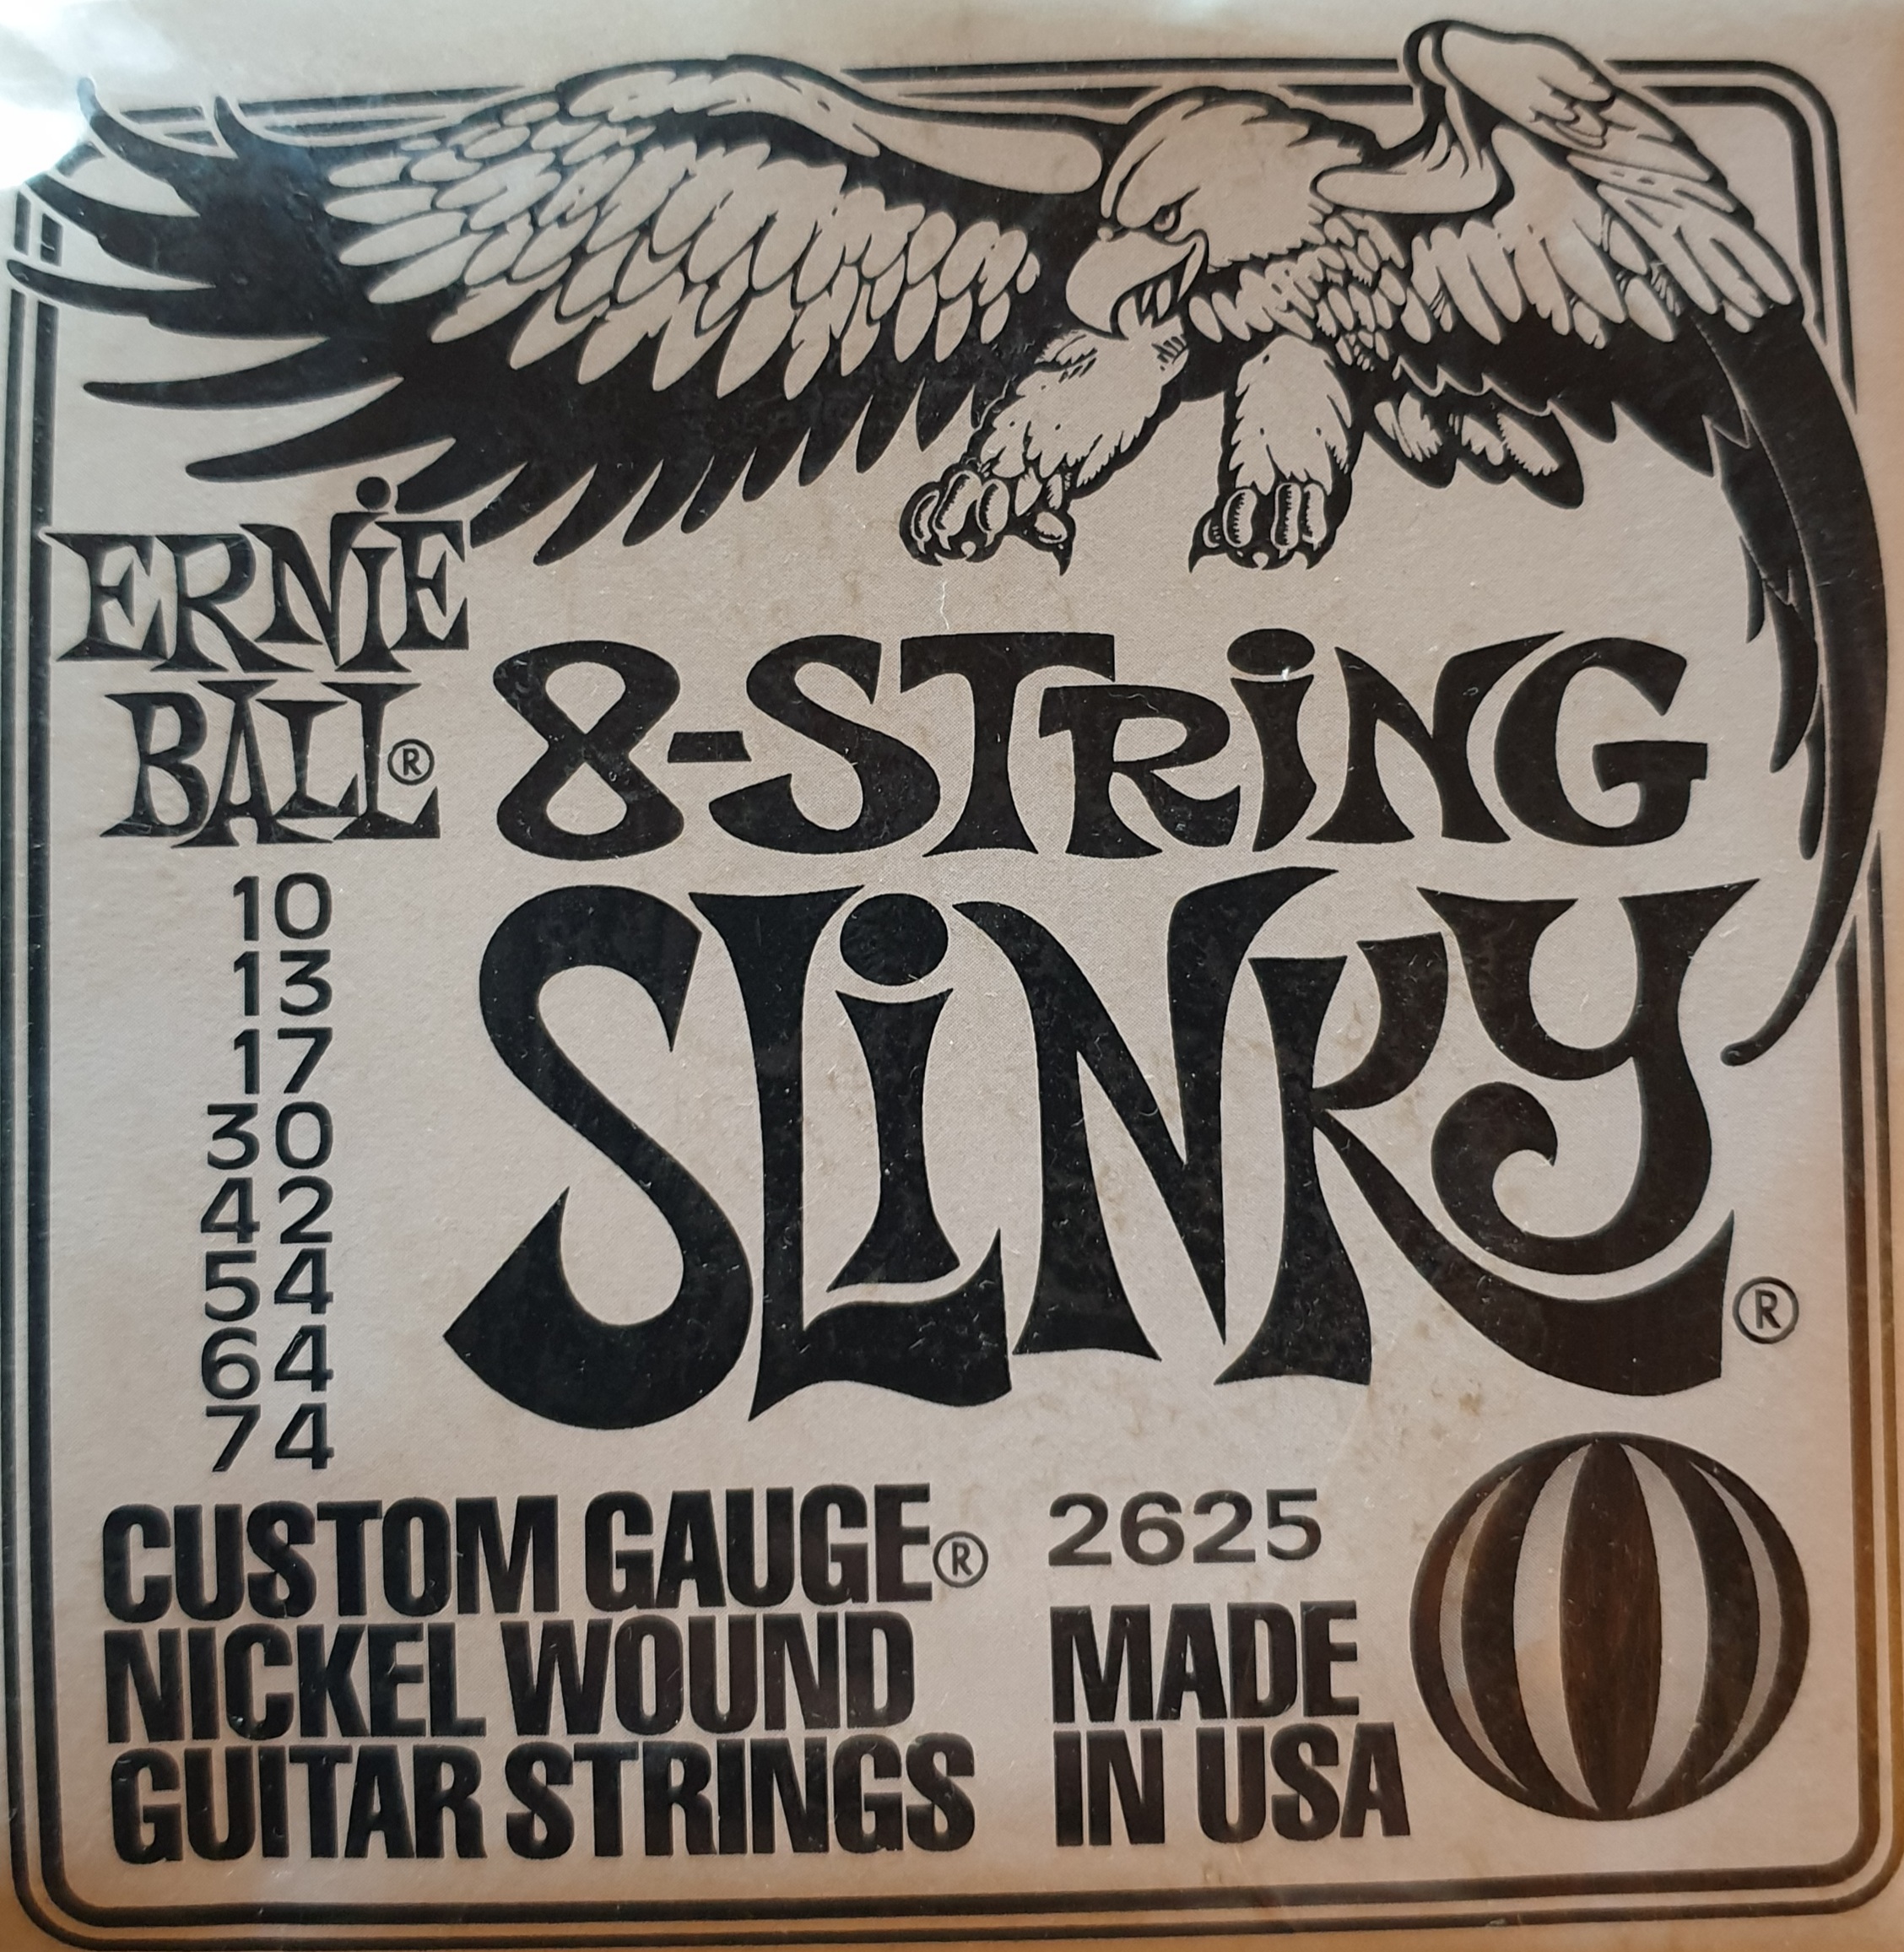 ERNiE
BALL®
8-STRiNG
SLiNKY®
10
13
17
30
42
54
64
74
CUSTOM GAUGE®
NICKEL WOUND
GUITAR STRINGS
2625
MADE
IN USA